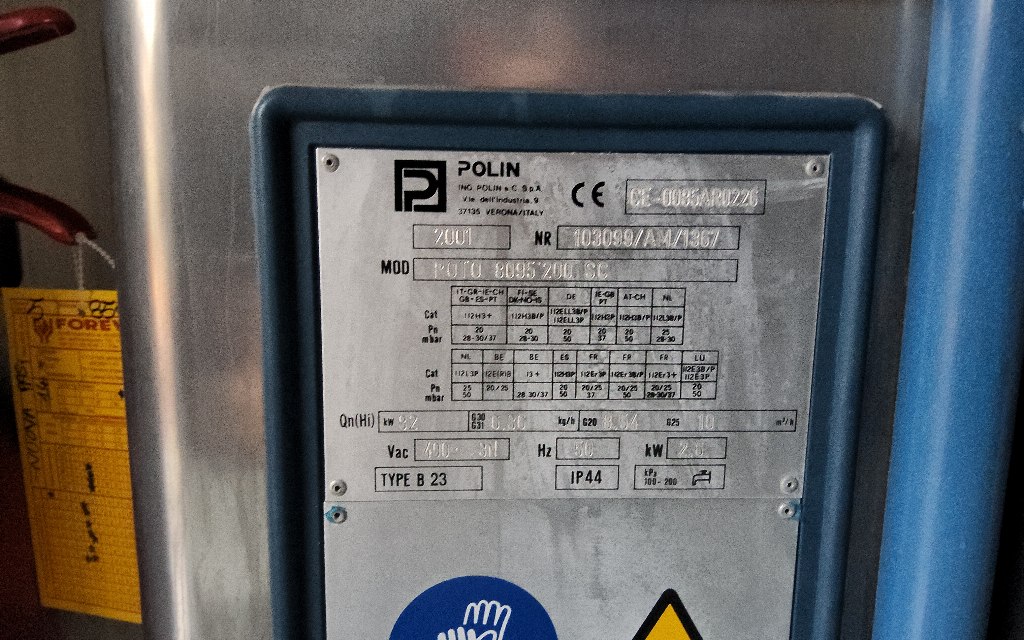 POLIN
ING. POLIN & C. S.p.A.
V.le dell'Industria, 9
37135 VERONA/ITALY
CE
CE-0085AR0226
2001 NR 103099/AM/1367
MOD 8095 200
IT-GR-IE-CH GB-ES-PT FI-SE DK-NO-IS DE IE-GB PT AT-CH NL
Cat II2H3+ II2H3B/P II2ELL3B/P II2ELL3P II2H3P II2H3B/P II2L3B/P
Pn mbar 20 28-30/37 20 28-30 20 50 20 37 20 50 25 28-30
NL BE BE ES FR FR FR LU
Cat II2L3P I3+ II2H3P II2Er3P II2Er3B/P II2Er3+ II2E3B/P II2E3P
Pn mbar 25 50 20/25 28-30/37 20 50 20/25 37 20/25 50 20/25 28-30/37 20 50
Qn(Hi) kW G30 G31 kg/h G20 G25 m³/h
Vac 3N Hz 50 kW
TYPE B 23 IP44 kPa 100-200
FOREV